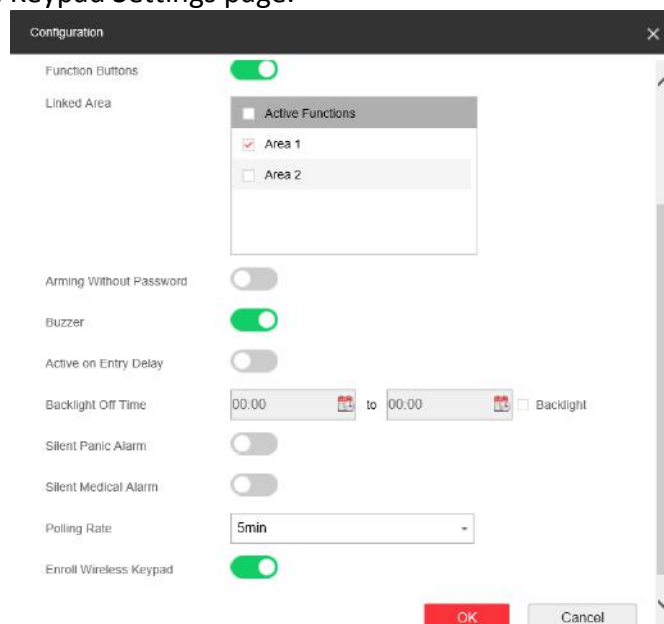 Keypad Settings page.
Configuration
Function Buttons
Linked Area
Active Functions
Area 1
Area 2
Arming Without Password
Buzzer
Active on Entry Delay
Backlight Off Time 00:00 to 00:00 Backlight
Silent Panic Alarm
Silent Medical Alarm
Polling Rate 5min
Enroll Wireless Keypad
OK Cancel